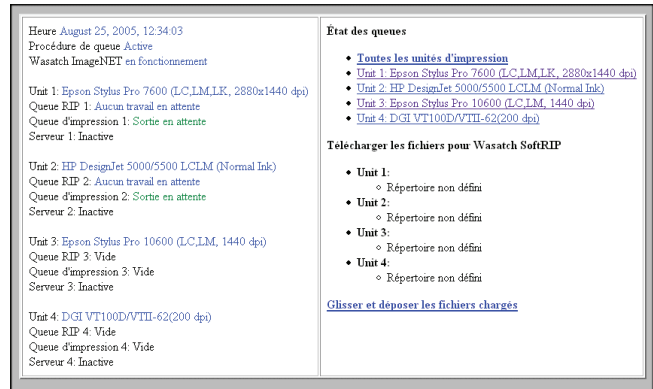 Heure August 25, 2005, 12:34:03
Procédure de queue Active
Wasatch ImageNET en fonctionnement
Unit 1: Epson Stylus Pro 7600 (LC,LM,LK, 2880x1440 dpi)
Queue RIP 1: Aucun travail en attente
Queue d'impression 1: Sortie en attente
Serveur 1: Inactive
Unit 2: HP DesignJet 5000/5500 LCLM (Normal Ink)
Queue RIP 2: Aucun travail en attente
Queue d'impression 2: Sortie en attente
Serveur 2: Inactive
Unit 3: Epson Stylus Pro 10600 (LC,LM, 1440 dpi)
Queue RIP 3: Vide
Queue d'impression 3: Vide
Serveur 3: Inactive
Unit 4: DGI VT100D/VTII-62(200 dpi)
Queue RIP 4: Vide
Queue d'impression 4: Vide
Serveur 4: Inactive
État des queues
Toutes les unités d'impression
Unit 1: Epson Stylus Pro 7600 (LC,LM,LK, 2880x1440 dpi)
Unit 2: HP DesignJet 5000/5500 LCLM (Normal Ink)
Unit 3: Epson Stylus Pro 10600 (LC,LM, 1440 dpi)
Unit 4: DGI VT100D/VTII-62(200 dpi)
Télécharger les fichiers pour Wasatch SoftRIP
Unit 1:
Répertoire non défini
Unit 2:
Répertoire non défini
Unit 3:
Répertoire non défini
Unit 4:
Répertoire non défini
Glisser et déposer les fichiers chargés